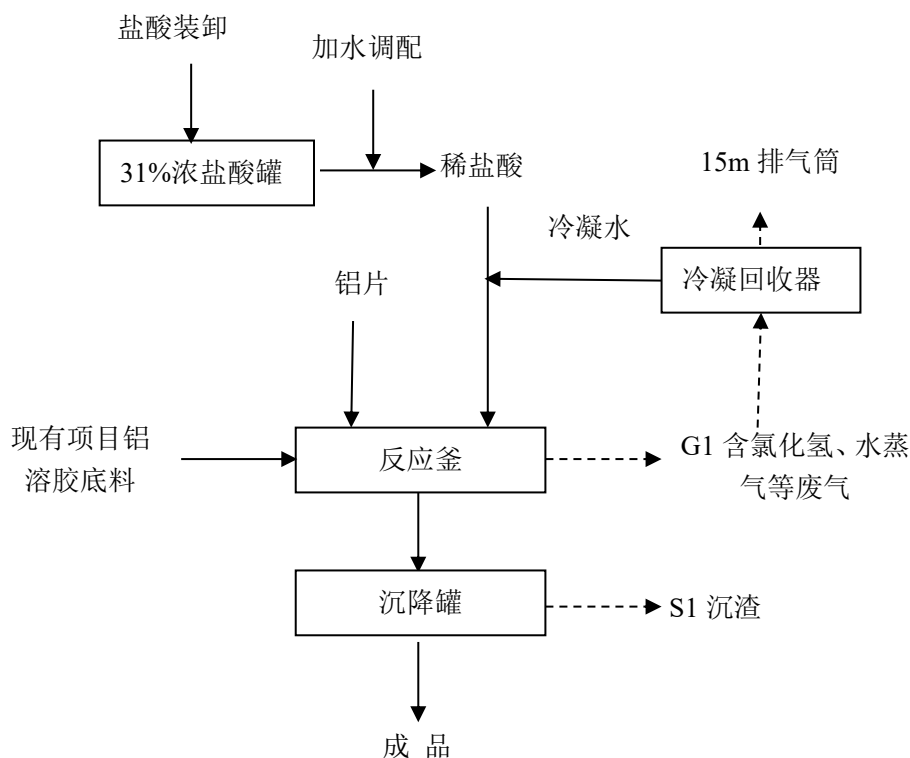 盐酸装卸
加水调配
31%浓盐酸罐
稀盐酸
15m 排气筒
冷凝水
冷凝回收器
铝片
现有项目铝
溶胶底料
反应釜
G1 含氯化氢、水蒸
气等废气
沉降罐
S1 沉渣
成 品